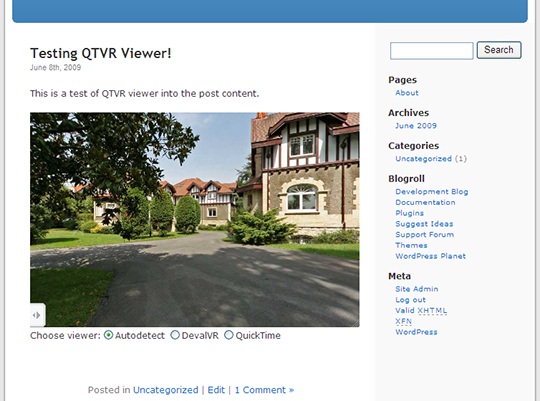 Testing QTVR Viewer!
June 8th, 2009
This is a test of QTVR viewer into the post content.
Choose viewer: Autodetect DevalVR QuickTime
Posted in Uncategorized | Edit | 1 Comment »
Search
Pages
About
Archives
June 2009
Categories
Uncategorized (1)
Blogroll
Development Blog
Documentation
Plugins
Suggest Ideas
Support Forum
Themes
WordPress Planet
Meta
Site Admin
Log out
Valid XHTML
XFN
WordPress